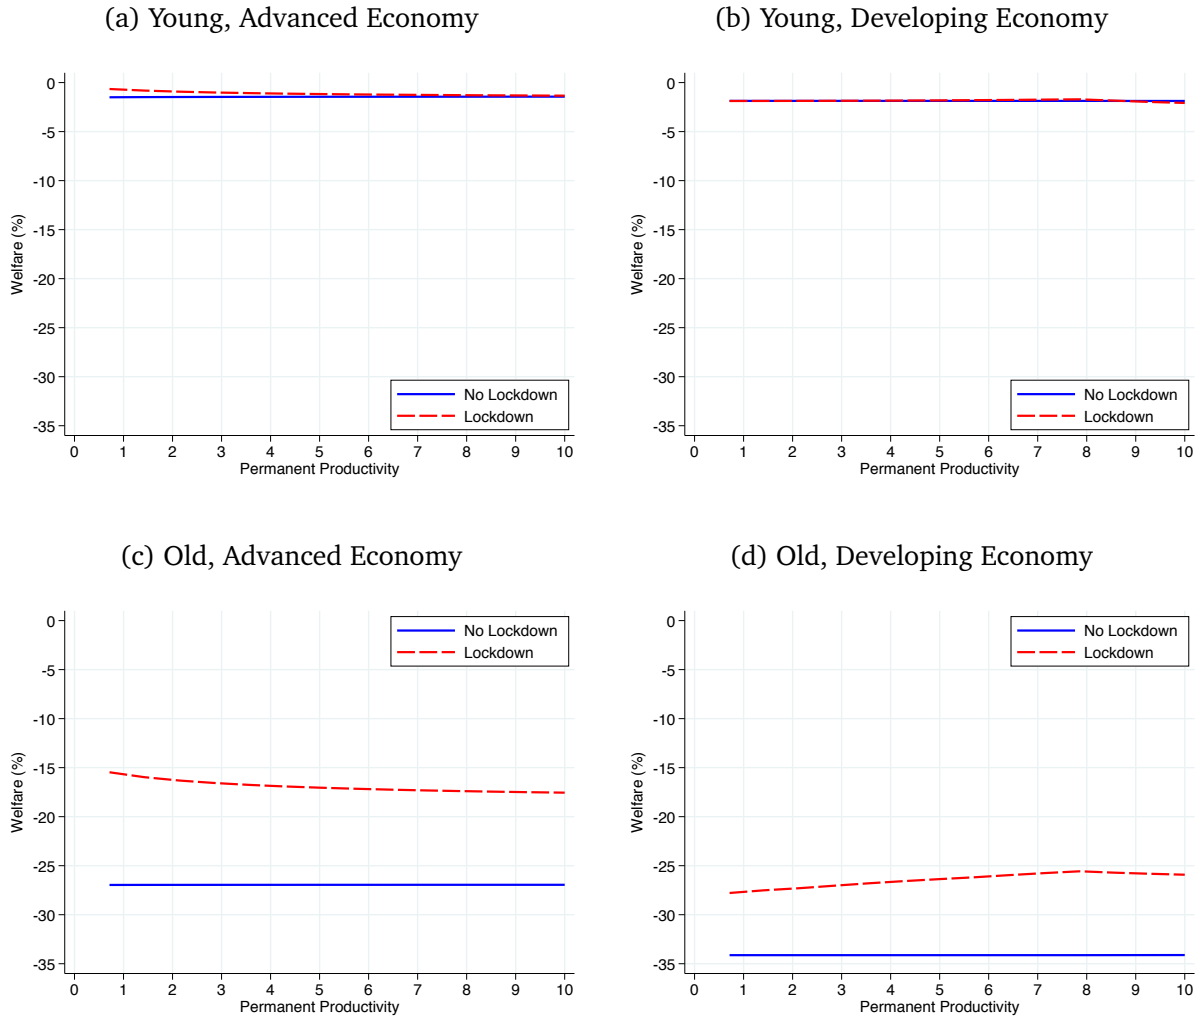 (a) Young, Advanced Economy
0
-5
-10
-15
-20
-25
-30
-35
Welfare (%)
No Lockdown
Lockdown
0 1 2 3 4 5 6 7 8 9 10
Permanent Productivity
(b) Young, Developing Economy
0
-5
-10
-15
-20
-25
-30
-35
Welfare (%)
No Lockdown
Lockdown
0 1 2 3 4 5 6 7 8 9 10
Permanent Productivity
(c) Old, Advanced Economy
0
-5
-10
-15
-20
-25
-30
-35
Welfare (%)
No Lockdown
Lockdown
0 1 2 3 4 5 6 7 8 9 10
Permanent Productivity
(d) Old, Developing Economy
0
-5
-10
-15
-20
-25
-30
-35
Welfare (%)
No Lockdown
Lockdown
0 1 2 3 4 5 6 7 8 9 10
Permanent Productivity